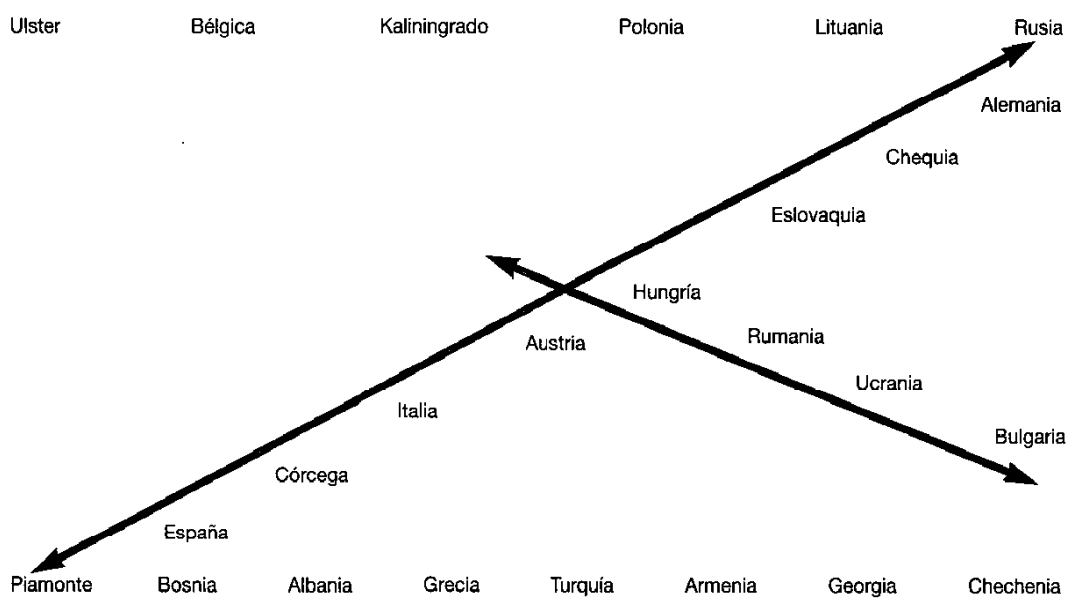 Ulster Bélgica Kaliningrado Polonia Lituania Rusia
Alemania
Chequia
Eslovaquia
Hungría
Rumania
Austria
Ucrania
Italia
Bulgaria
Córcega
España
Piamonte Bosnia Albania Grecia Turquía Armenia Georgia Chechenia